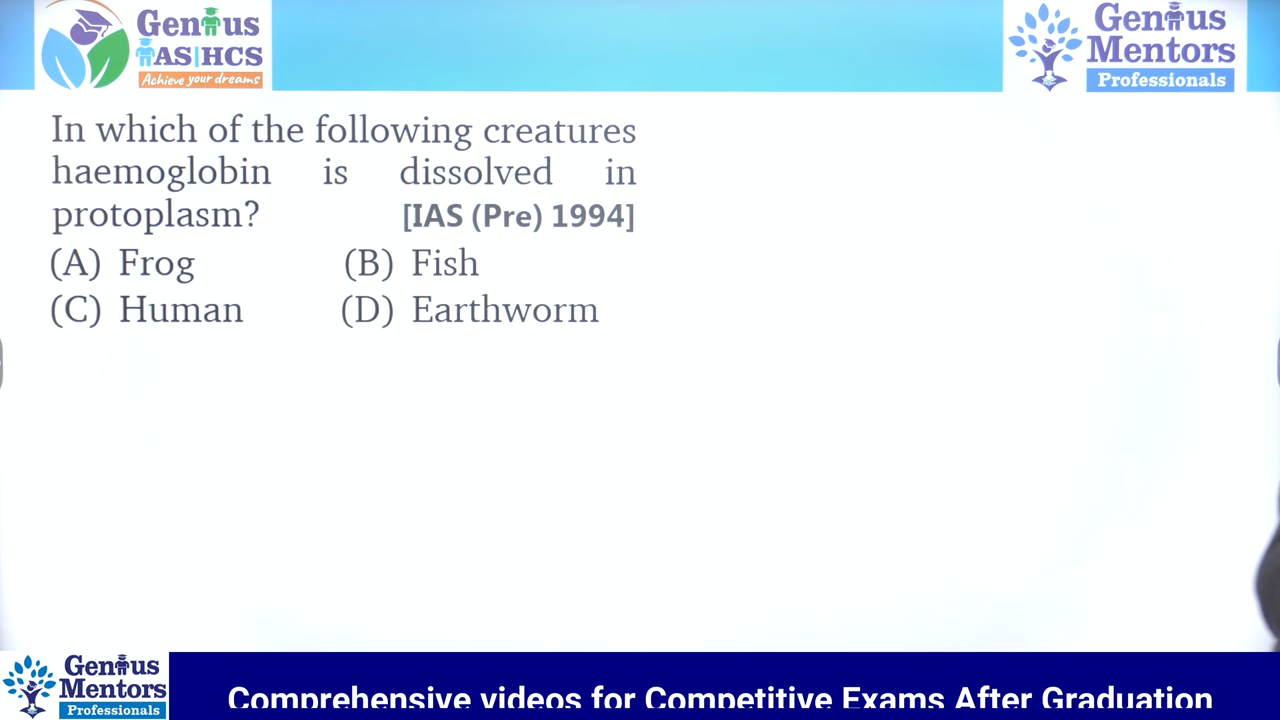 Genius
IAS|HCS
Achieve your dreams
Genius
Mentors
Professionals
In which of the following creatures
haemoglobin is dissolved in
protoplasm? [IAS (Pre) 1994]
(A) Frog (B) Fish
(C) Human (D) Earthworm
Genius
Mentors
Professionals
Comprehensive videos for Competitive Exams After Graduation